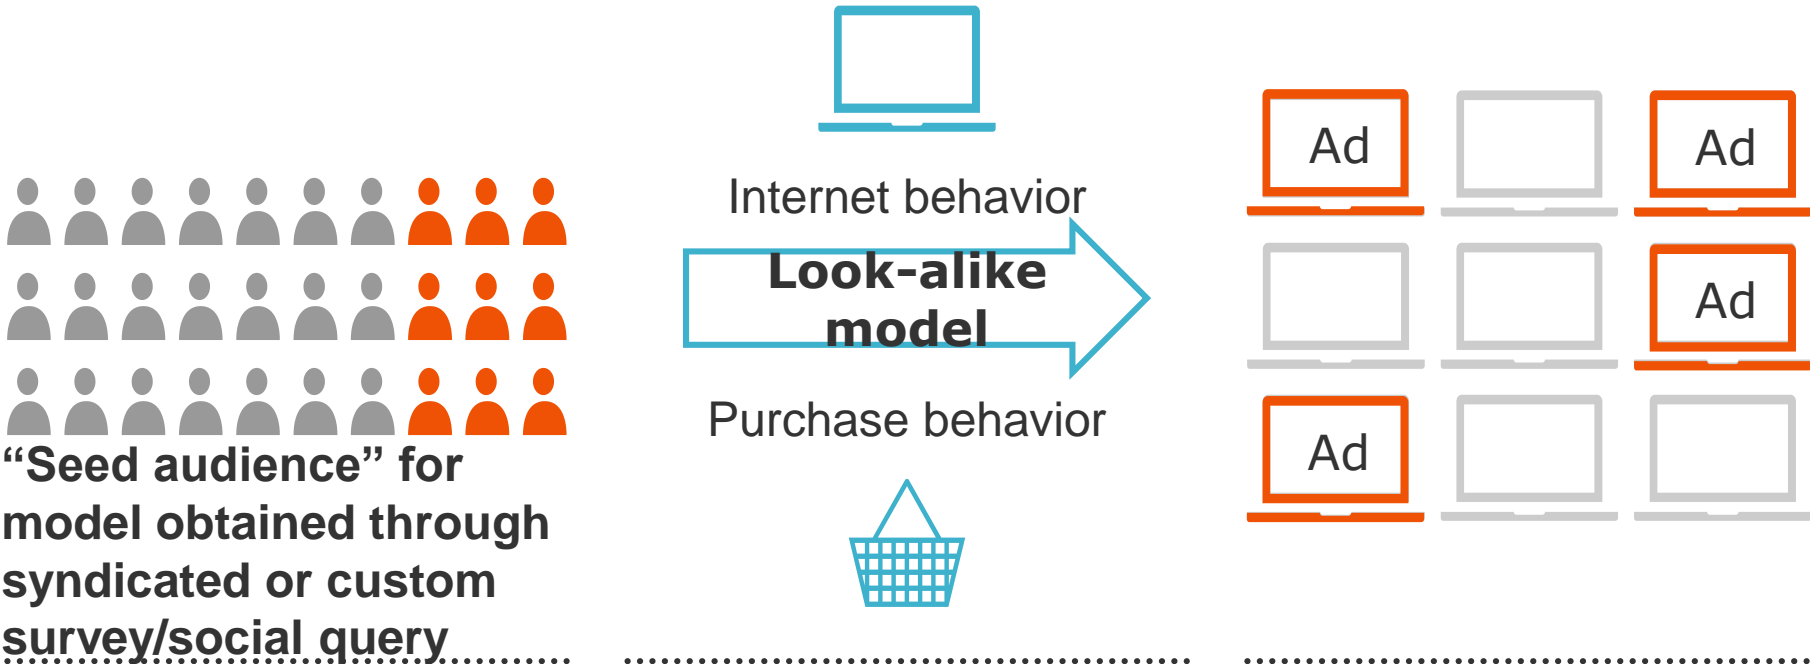 “Seed audience” for
model obtained through
syndicated or custom
survey/social query
Internet behavior
Look-alike
model
Purchase behavior
Ad
Ad
Ad
Ad